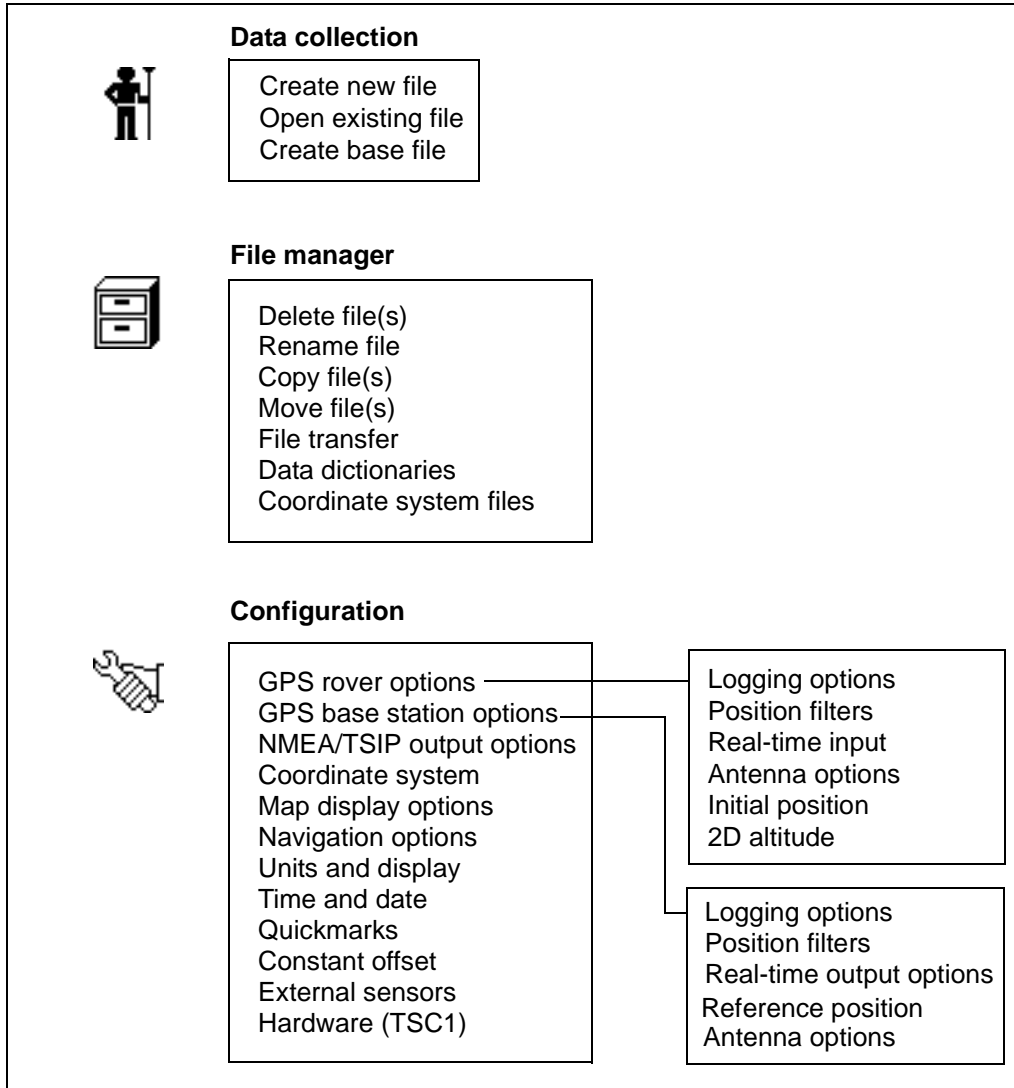 Data collection
Create new file
Open existing file
Create base file
File manager
Delete file(s)
Rename file
Copy file(s)
Move file(s)
File transfer
Data dictionaries
Coordinate system files
Configuration
GPS rover options
GPS base station options
NMEA/TSIP output options
Coordinate system
Map display options
Navigation options
Units and display
Time and date
Quickmarks
Constant offset
External sensors
Hardware (TSC1)
Logging options
Position filters
Real-time input
Antenna options
Initial position
2D altitude
Logging options
Position filters
Real-time output options
Reference position
Antenna options